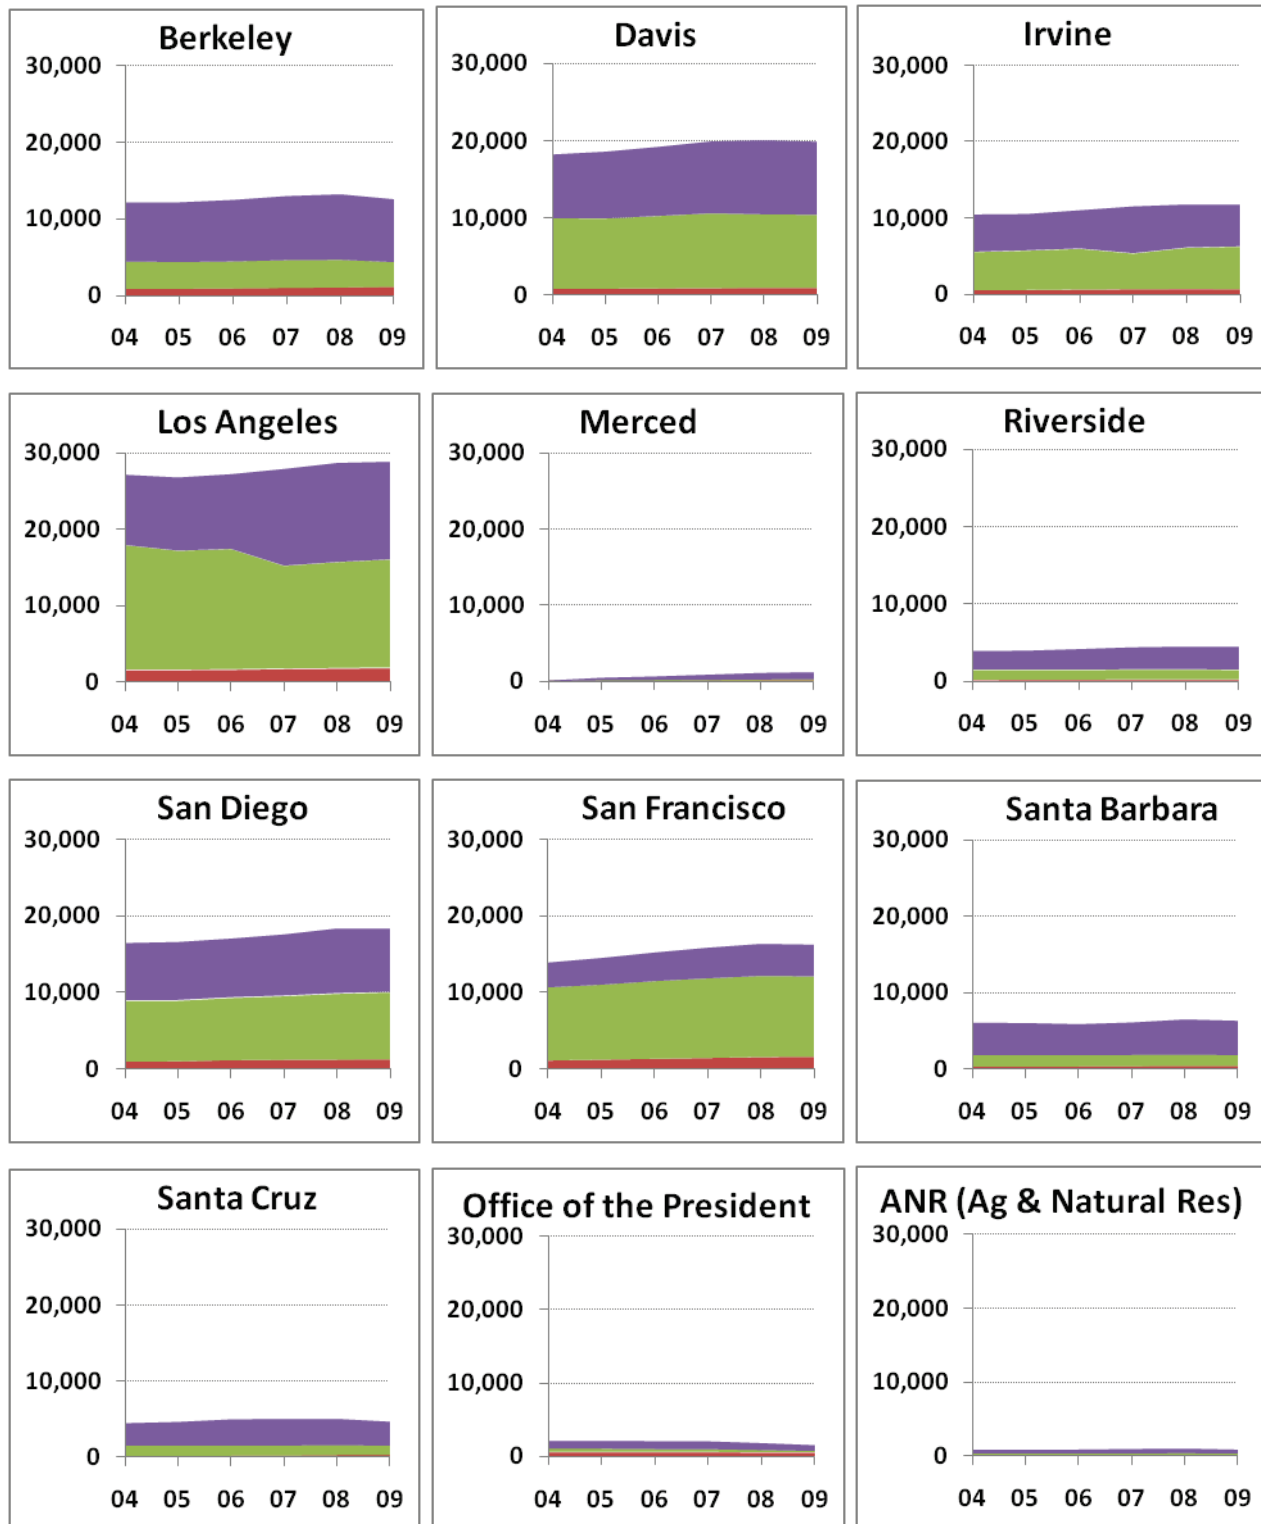 Berkeley
30,000
20,000
10,000
0
04 05 06 07 08 09
Davis
30,000
20,000
10,000
0
04 05 06 07 08 09
Irvine
30,000
20,000
10,000
0
04 05 06 07 08 09
Los Angeles
30,000
20,000
10,000
0
04 05 06 07 08 09
Merced
30,000
20,000
10,000
0
04 05 06 07 08 09
Riverside
30,000
20,000
10,000
0
04 05 06 07 08 09
San Diego
30,000
20,000
10,000
0
04 05 06 07 08 09
San Francisco
30,000
20,000
10,000
0
04 05 06 07 08 09
Santa Barbara
30,000
20,000
10,000
0
04 05 06 07 08 09
Santa Cruz
30,000
20,000
10,000
0
04 05 06 07 08 09
Office of the President
30,000
20,000
10,000
0
04 05 06 07 08 09
ANR (Ag & Natural Res)
30,000
20,000
10,000
0
04 05 06 07 08 09